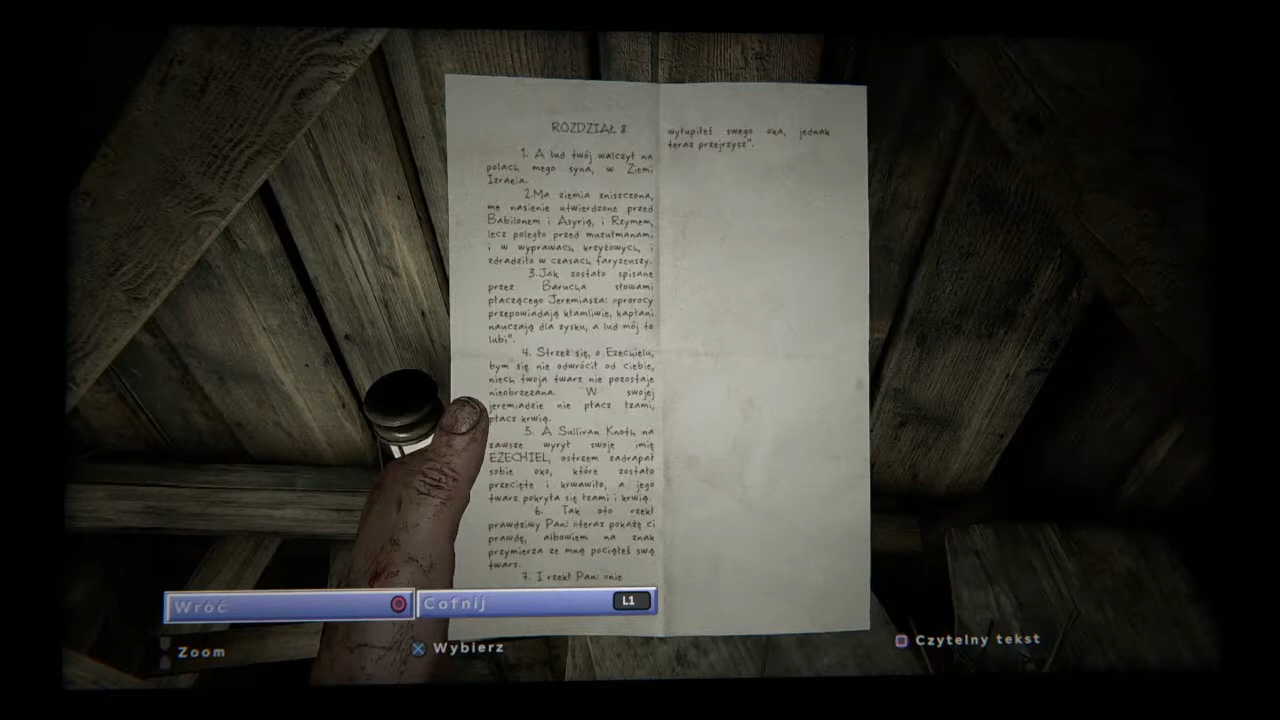 ROZDZIAŁ 8
1. A lud twój walczył na
polach mego syna, w Ziemi
Izraela.
2.Ma ziemia zniszczona,
me nasienie utwierdzone przed
Babilonem i Asyrią, i Rzymem,
lecz poległo przed muzułmanami
i w wyprawach krzyżowych, i
zdradziło w czasach faryzeuszy.
3.Jak zostało spisane
przez Barucha słowami
płaczącego Jeremiasza: „prorocy
przepowiadają kłamliwie, kapłani
nauczają dla zysku, a lud mój to
lubi”.
4. Strzeż się, o Ezechielu,
bym się nie odwrócił od ciebie,
niech twoja twarz nie pozostaje
nieobrzezana. W swojej
jeremiadzie nie płacz łzami,
płacz krwią.
5. A Sullivan Knoth na
zawsze wyrył swoje imię
EZECHIEL, ostrzem zadrapał
sobie oko, które zostało
przecięte i krwawiło, a jego
twarz pokryła się łzami i krwią.
6. Tak oto rzekł
prawdziwy Pan: „teraz pokażę ci
prawdę, albowiem na znak
przymierza ze mną pociąłeś swą
twarz.
7. I rzekł Pan: „nie
wyłupiłeś swego oka, jednak
teraz przejrzysz”.
Wróć
Cofnij L1
Zoom
Wybierz
Czytelny tekst